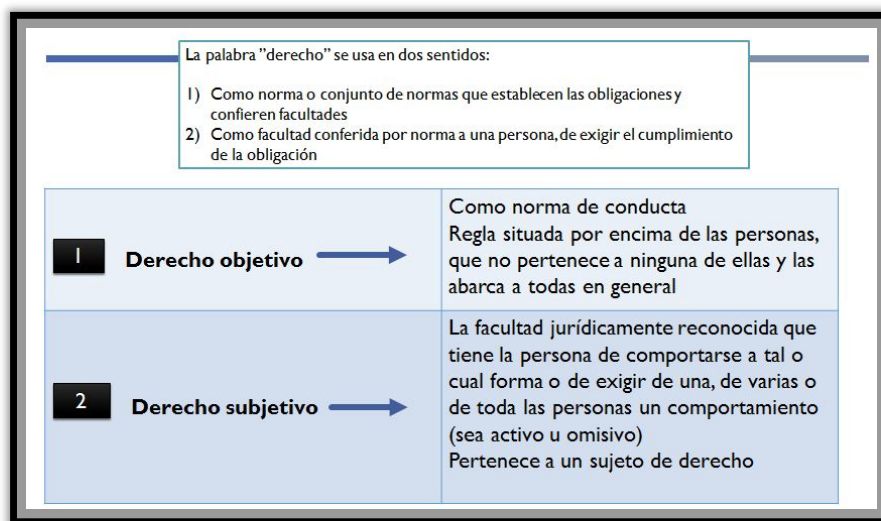 La palabra ”derecho” se usa en dos sentidos:
1) Como norma o conjunto de normas que establecen las obligaciones y
confieren facultades
2) Como facultad conferida por norma a una persona, de exigir el cumplimiento
de la obligación
1
Derecho objetivo
Como norma de conducta
Regla situada por encima de las personas,
que no pertenece a ninguna de ellas y las
abarca a todas en general
2
Derecho subjetivo
La facultad jurídicamente reconocida que
tiene la persona de comportarse a tal o
cual forma o de exigir de una, de varias o
de toda las personas un comportamiento
(sea activo u omisivo)
Pertenece a un sujeto de derecho